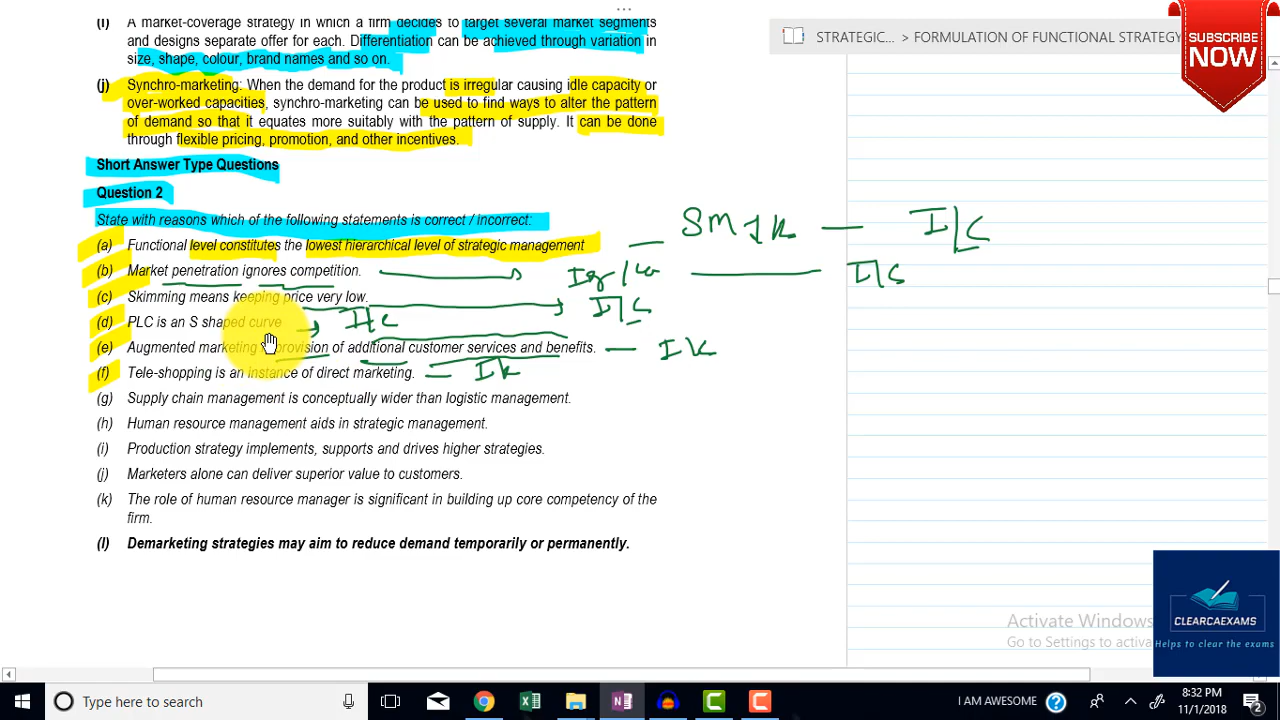 (i) A market-coverage strategy in which a firm decides to target several market segments
and designs separate offer for each. Differentiation can be achieved through variation in
size, shape, colour, brand names and so on.
(j) Synchro-marketing: When the demand for the product is irregular causing idle capacity or
over-worked capacities, synchro-marketing can be used to find ways to alter the pattern
of demand so that it equates more suitably with the pattern of supply. It can be done
through flexible pricing, promotion, and other incentives.
Short Answer Type Questions
Question 2
State with reasons which of the following statements is correct / incorrect:
(a) Functional level constitutes the lowest hierarchical level of strategic management
(b) Market penetration ignores competition.
(c) Skimming means keeping price very low.
(d) PLC is an S shaped curve
(e) Augmented marketing provision of additional customer services and benefits.
(f) Tele-shopping is an instance of direct marketing.
(g) Supply chain management is conceptually wider than logistic management.
(h) Human resource management aids in strategic management.
(i) Production strategy implements, supports and drives higher strategies.
(j) Marketers alone can deliver superior value to customers.
(k) The role of human resource manager is significant in building up core competency of the
firm.
(l) Demarketing strategies may aim to reduce demand temporarily or permanently.
STRATEGIC... > FORMULATION OF FUNCTIONAL STRATEGY
SUBSCRIBE
NOW
Activate Windows
Go to Settings to activa
CLEARCAEXAMS
Helps to clear the exams
Type here to search
I AM AWESOME
8:32 PM
11/1/2018
2